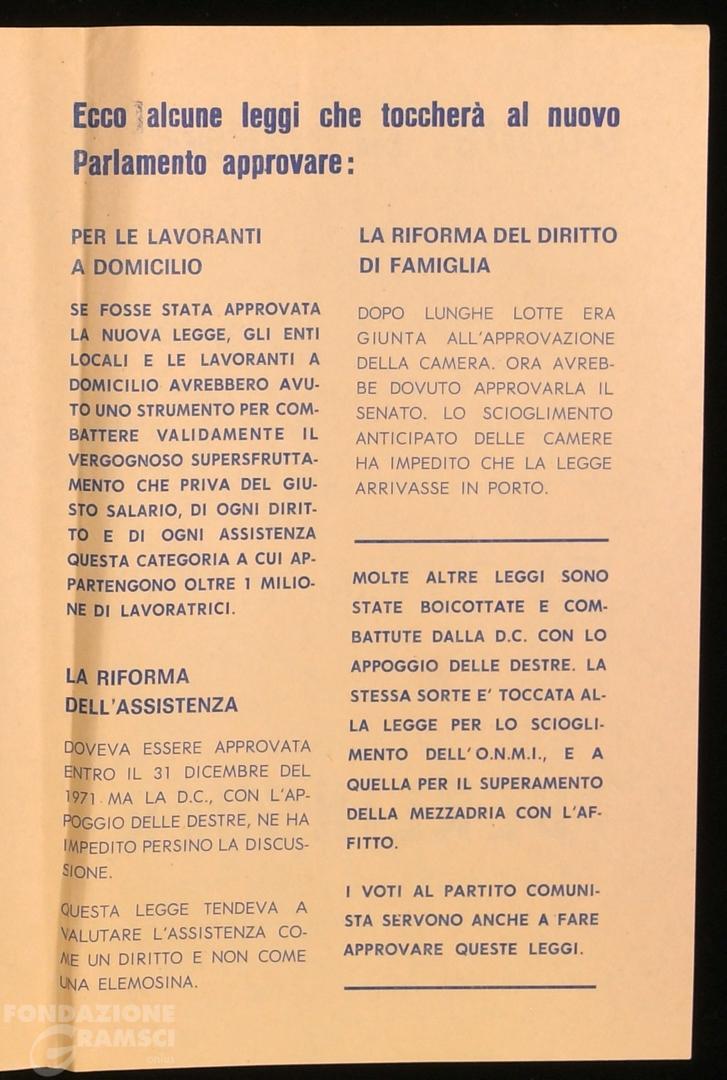 Ecco alcune leggi che toccherà al nuovo
Parlamento approvare:
PER LE LAVORANTI
A DOMICILIO
SE FOSSE STATA APPROVATA
LA NUOVA LEGGE, GLI ENTI
LOCALI E LE LAVORANTI A
DOMICILIO AVREBBERO AVU-
TO UNO STRUMENTO PER COM-
BATTERE VALIDAMENTE IL
VERGOGNOSO SUPERSFRUTTA-
MENTO CHE PRIVA DEL GIU-
STO SALARIO, DI OGNI DIRIT-
TO E DI OGNI ASSISTENZA
QUESTA CATEGORIA A CUI AP-
PARTENGONO OLTRE 1 MILIO-
NE DI LAVORATRICI.
LA RIFORMA
DELL'ASSISTENZA
DOVEVA ESSERE APPROVATA
ENTRO IL 31 DICEMBRE DEL
1971 MA LA D.C., CON L'AP-
POGGIO DELLE DESTRE, NE HA
IMPEDITO PERSINO LA DISCUS-
SIONE.
QUESTA LEGGE TENDEVA A
VALUTARE L'ASSISTENZA CO-
ME UN DIRITTO E NON COME
UNA ELEMOSINA.
LA RIFORMA DEL DIRITTO
DI FAMIGLIA
DOPO LUNGHE LOTTE ERA
GIUNTA ALL'APPROVAZIONE
DELLA CAMERA. ORA AVREB-
BE DOVUTO APPROVARLA IL
SENATO. LO SCIOGLIMENTO
ANTICIPATO DELLE CAMERE
HA IMPEDITO CHE LA LEGGE
ARRIVASSE IN PORTO.
MOLTE ALTRE LEGGI SONO
STATE BOICOTTATE E COM-
BATTUTE DALLA D.C. CON LO
APPOGGIO DELLE DESTRE. LA
STESSA SORTE E' TOCCATA AL-
LA LEGGE PER LO SCIOGLI-
MENTO DELL'O.N.M.I., E A
QUELLA PER IL SUPERAMENTO
DELLA MEZZADRIA CON L'AF-
FITTO.
I VOTI AL PARTITO COMUNI-
STA SERVONO ANCHE A FARE
APPROVARE QUESTE LEGGI.
FONDAZIONE
GRAMSCI
onlus